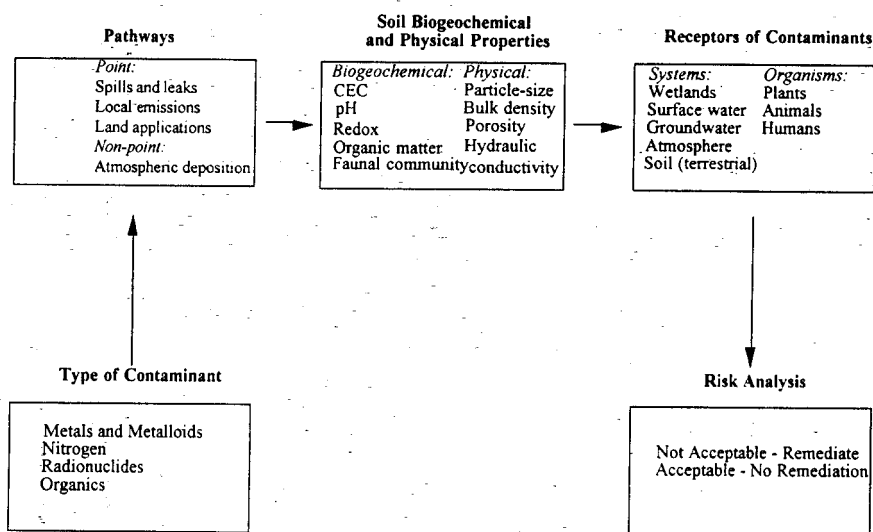 Pathways
Point:
Spills and leaks
Local emissions
Land applications
Non-point:
Atmospheric deposition
Soil Biogeochemical
and Physical Properties
Biogeochemical: Physical:
CEC Particle-size
pH Bulk density
Redox Porosity
Organic matter Hydraulic
Faunal community conductivity
Receptors of Contaminants
Systems: Organisms:
Wetlands Plants
Surface water Animals
Groundwater Humans
Atmosphere
Soil (terrestrial)
Type of Contaminant
Metals and Metalloids
Nitrogen
Radionuclides
Organics
Risk Analysis
Not Acceptable - Remediate
Acceptable - No Remediation